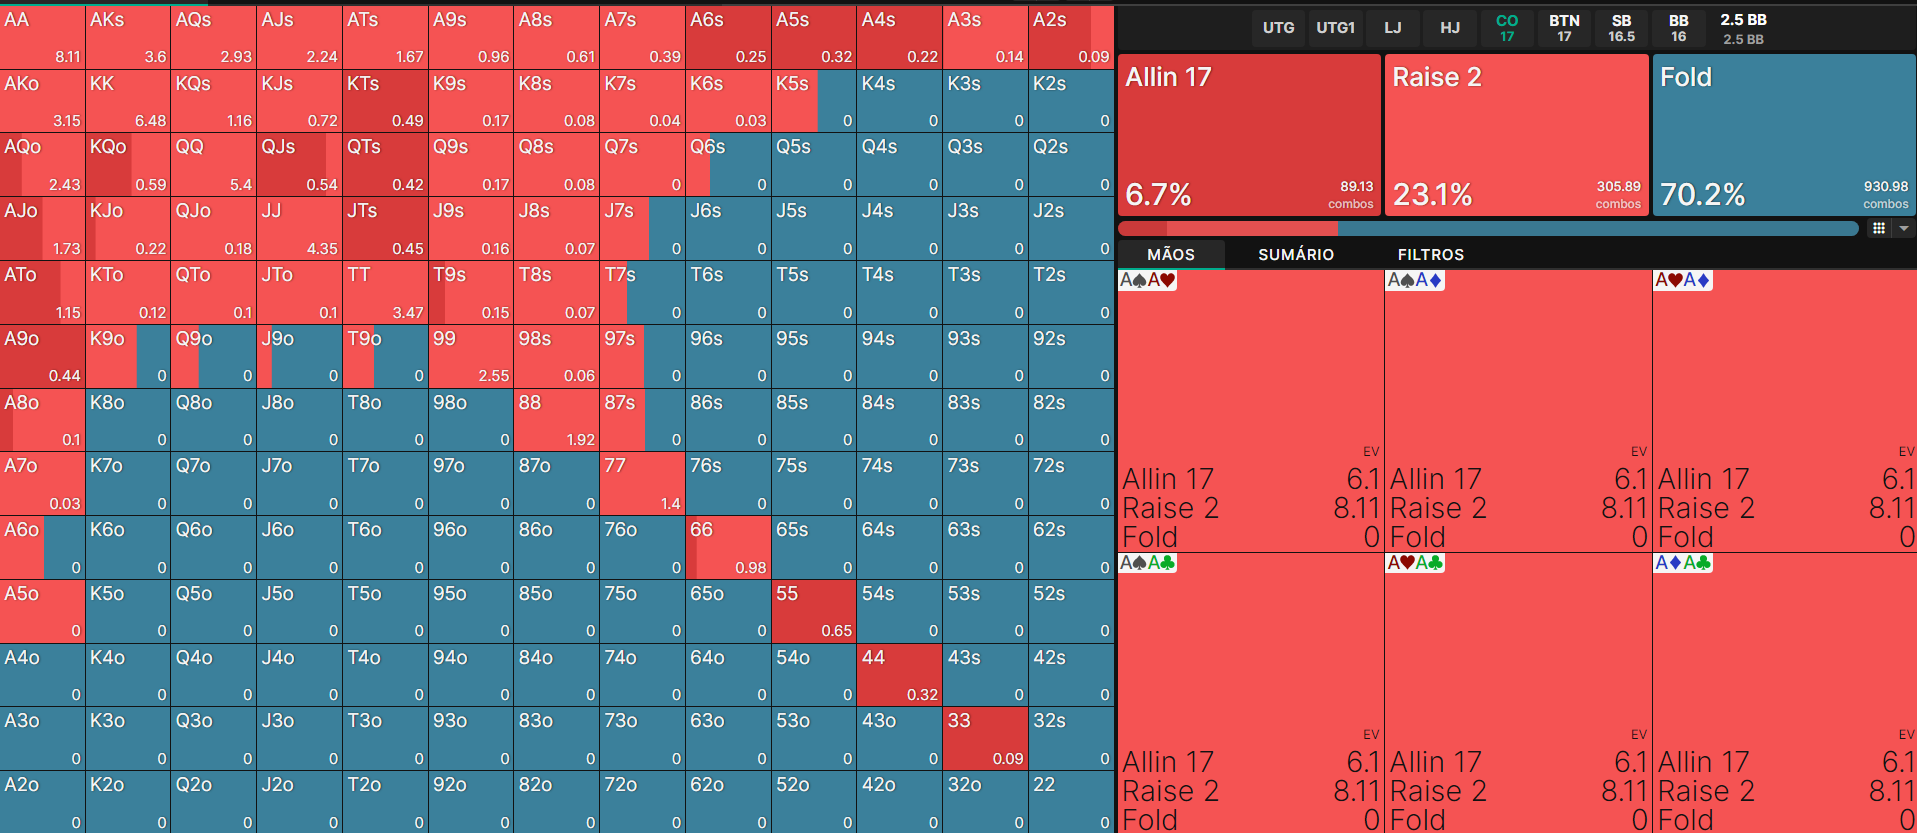 AA AKs AQs AJs ATs A9s A8s A7s A6s A5s A4s A3s A2s
8.11 3.6 2.93 2.24 1.67 0.96 0.61 0.39 0.25 0.32 0.22 0.14 0.09
AKo KK KQs KJs KTs K9s K8s K7s K6s K5s K4s K3s K2s
3.15 6.48 1.16 0.72 0.49 0.17 0.08 0.04 0.03 0 0 0 0
AQo KQo QQ QJs QTs Q9s Q8s Q7s Q6s Q5s Q4s Q3s Q2s
2.43 0.59 5.4 0.54 0.42 0.17 0.08 0 0 0 0 0 0
AJo KJo QJo JJ JTs J9s J8s J7s J6s J5s J4s J3s J2s
1.73 0.22 0.18 4.35 0.45 0.16 0.07 0 0 0 0 0 0
ATo KTo QTo JTo TT T9s T8s T7s T6s T5s T4s T3s T2s
1.15 0.12 0.1 0.1 3.47 0.15 0.07 0 0 0 0 0 0
A9o K9o Q9o J9o T9o 99 98s 97s 96s 95s 94s 93s 92s
0.44 0 0 0 0 2.55 0.06 0 0 0 0 0 0
A8o K8o Q8o J8o T8o 98o 88 87s 86s 85s 84s 83s 82s
0.1 0 0 0 0 0 1.92 0 0 0 0 0 0
A7o K7o Q7o J7o T7o 97o 87o 77 76s 75s 74s 73s 72s
0.03 0 0 0 0 0 0 1.4 0 0 0 0 0
A6o K6o Q6o J6o T6o 96o 86o 76o 66 65s 64s 63s 62s
0 0 0 0 0 0 0 0 0.98 0 0 0 0
A5o K5o Q5o J5o T5o 95o 85o 75o 65o 55 54s 53s 52s
0 0 0 0 0 0 0 0 0 0.65 0 0 0
A4o K4o Q4o J4o T4o 94o 84o 74o 64o 54o 44 43s 42s
0 0 0 0 0 0 0 0 0 0 0.32 0 0
A3o K3o Q3o J3o T3o 93o 83o 73o 63o 53o 43o 33 32s
0 0 0 0 0 0 0 0 0 0 0 0.09 0
A2o K2o Q2o J2o T2o 92o 82o 72o 62o 52o 42o 32o 22
0 0 0 0 0 0 0 0 0 0 0 0 0
UTG UTG1 LJ HJ CO BTN SB BB 2.5 BB
17 17 16.5 16 2.5 BB
Allin 17 Raise 2 Fold
6.7% 89.13 23.1% 305.89 70.2% 930.98
combos combos combos
MÃOS SUMÁRIO FILTROS
A♠A♥ A♠A♦ A♥A♦
EV EV EV
Allin 17 6.1 Allin 17 6.1 Allin 17 6.1
Raise 2 8.11 Raise 2 8.11 Raise 2 8.11
Fold 0 Fold 0 Fold 0
A♠A♣ A♥A♣ A♦A♣
EV EV EV
Allin 17 6.1 Allin 17 6.1 Allin 17 6.1
Raise 2 8.11 Raise 2 8.11 Raise 2 8.11
Fold 0 Fold 0 Fold 0